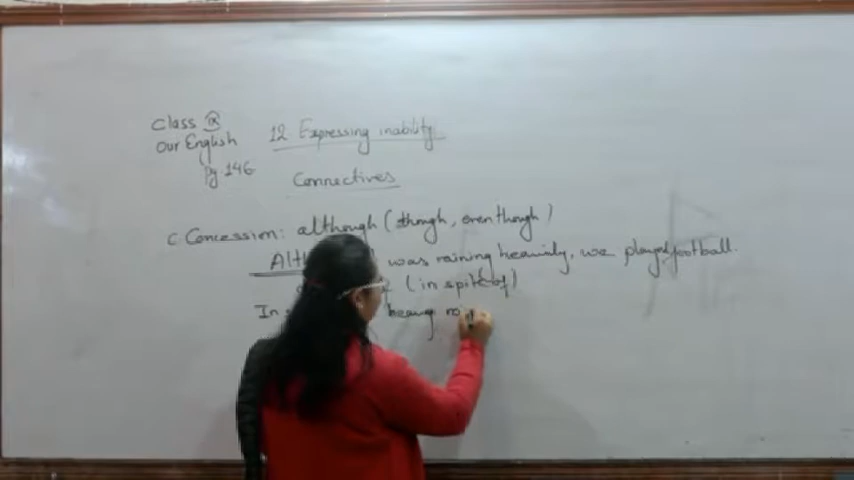 Class IX
Our English
Pg. 146
12 Expressing inability
Connectives
C Concession: although (though, even though)
was raining heavinly, we played football.
(in spite of)
In being